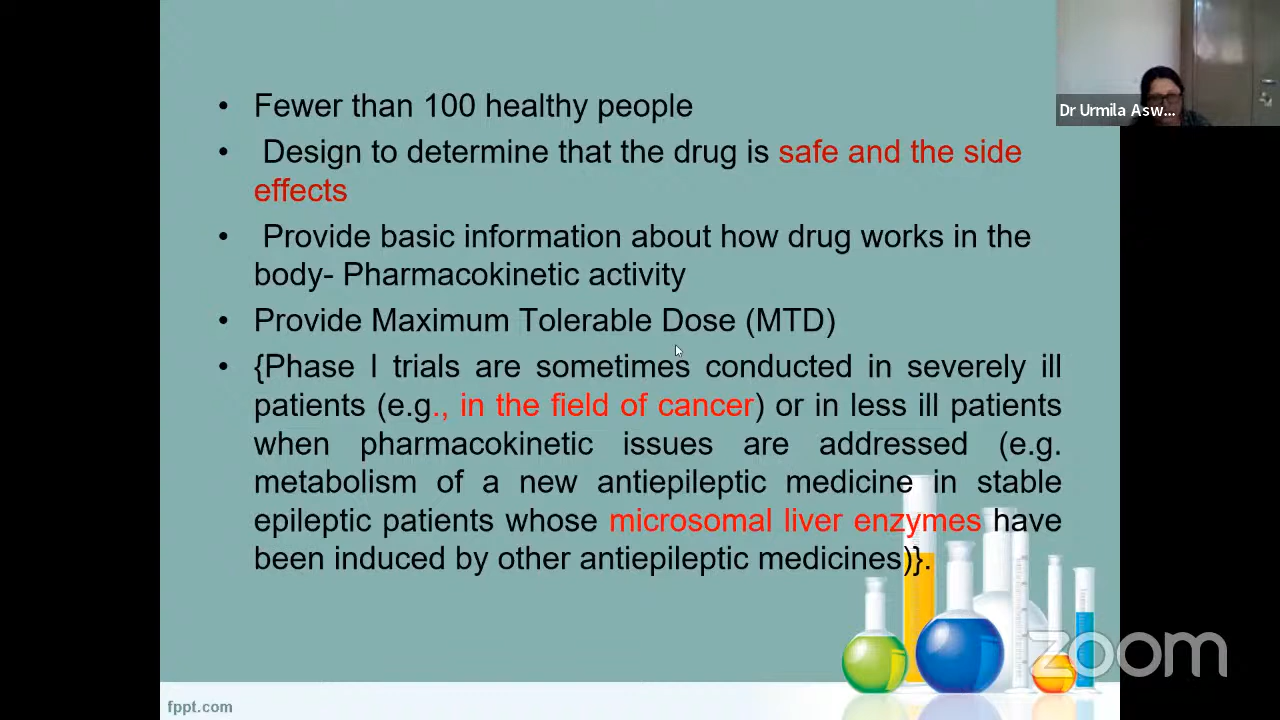 • Fewer than 100 healthy people
• Design to determine that the drug is safe and the side
effects
• Provide basic information about how drug works in the
body- Pharmacokinetic activity
• Provide Maximum Tolerable Dose (MTD)
• {Phase I trials are sometimes conducted in severely ill
patients (e.g., in the field of cancer) or in less ill patients
when pharmacokinetic issues are addressed (e.g.
metabolism of a new antiepileptic medicine in stable
epileptic patients whose microsomal liver enzymes have
been induced by other antiepileptic medicines)}.
Dr Urmila Asw...
zoom
fppt.com